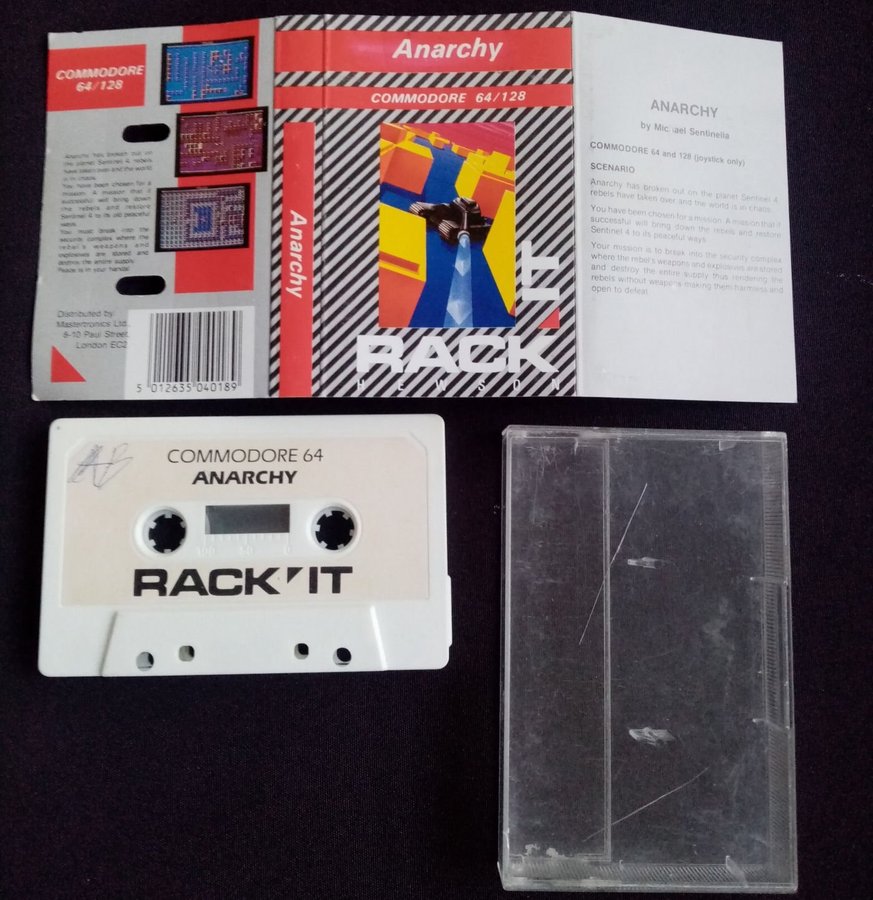 COMMODORE
64/128
Anarchy has broken out on
the planet Sentinel 4 rebels
have taken over and the world
is in chaos.
You have been chosen for a
mission. A mission that if
successful will bring down
the rebels and restore
Sentinel 4 to its old peaceful
ways.
You must break into the
security complex where the
rebel's weapons and
explosives are stored and
destroy the entire supply.
Peace is in your hands!
Distributed by
Mastertronics Ltd.,
8-10 Paul Street,
London EC2
5 012635 040189
Anarchy
COMMODORE 64/128
Anarchy
RACK IT
HEWSON
ANARCHY
by Michael Sentinella
COMMODORE 64 and 128 (joystick only)
SCENARIO
Anarchy has broken out on the planet Sentinel 4
rebels have taken over and the world is in chaos.
You have been chosen for a mission. A mission that if
successful will bring down the rebels and restore
Sentinel 4 to its peaceful ways
Your mission is to break into the security complex
where the rebel's weapons and explosives are stored
and destroy the entire supply thus rendering the
rebels without weapons making them harmless and
open to defeat.
COMMODORE 64
ANARCHY
100 50 0
RACK'IT